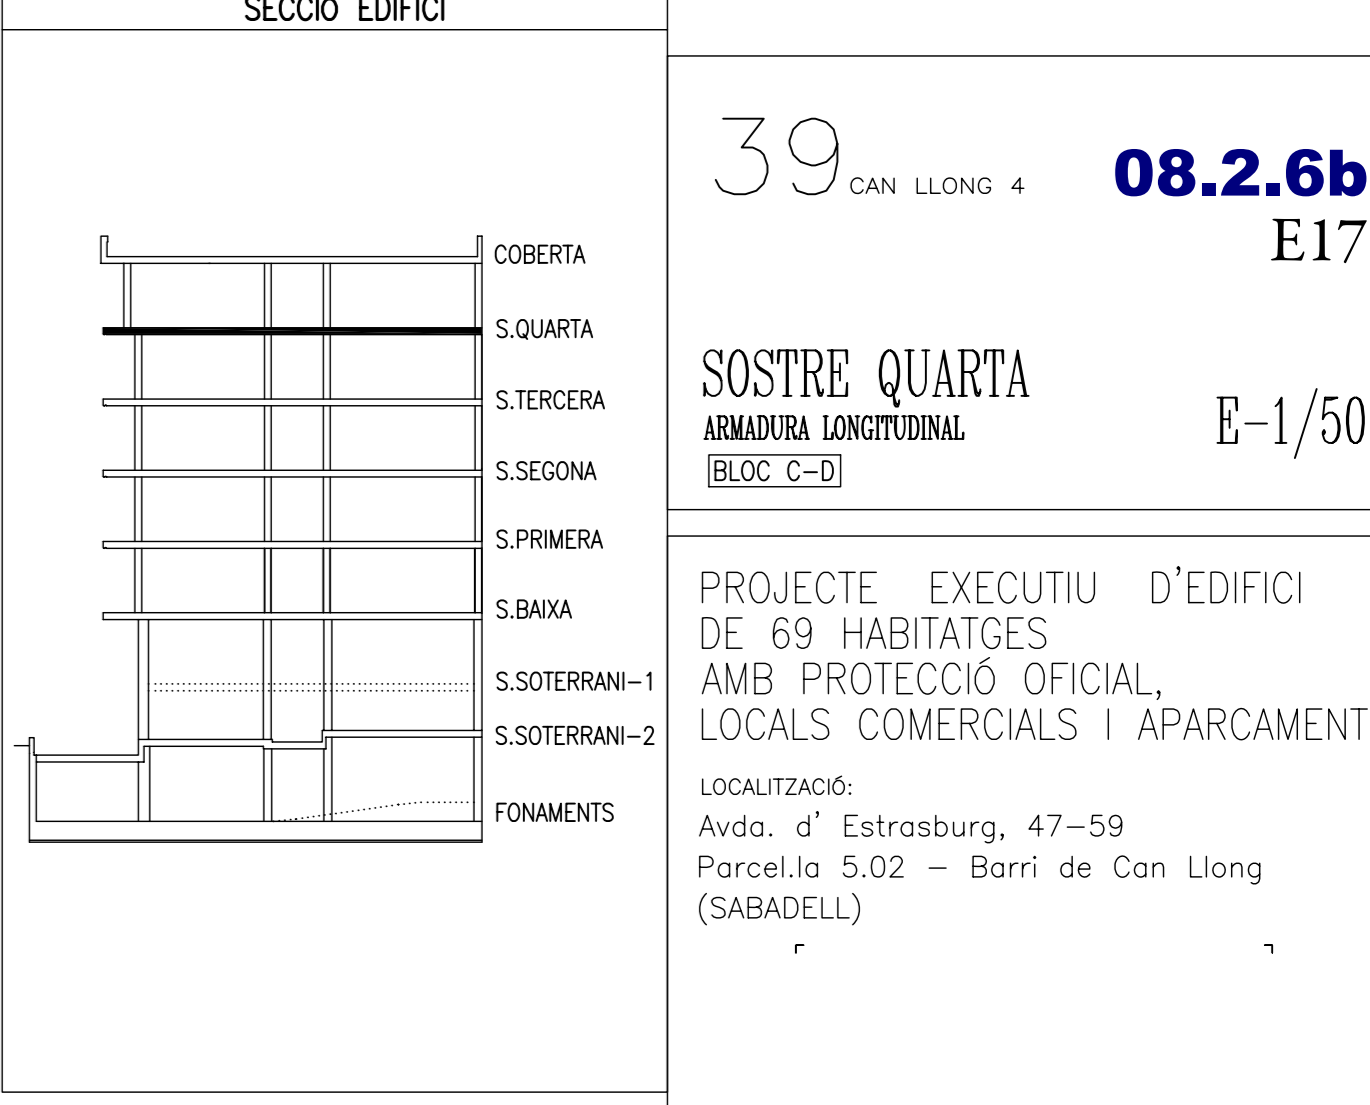 SECCIÓ EDIFICI
COBERTA
S.QUARTA
S.TERCERA
S.SEGONA
S.PRIMERA
S.BAIXA
S.SOTERRANI-1
S.SOTERRANI-2
FONAMENTS
39 CAN LLONG 4
08.2.6b
E17
SOSTRE QUARTA
ARMADURA LONGITUDINAL
E-1/50
BLOC C-D
PROJECTE EXECUTIU D'EDIFICI
DE 69 HABITATGES
AMB PROTECCIÓ OFICIAL,
LOCALS COMERCIALS I APARCAMENT
LOCALITZACIÓ:
Avda. d' Estrasburg, 47-59
Parcel.la 5.02 - Barri de Can Llong
(SABADELL)